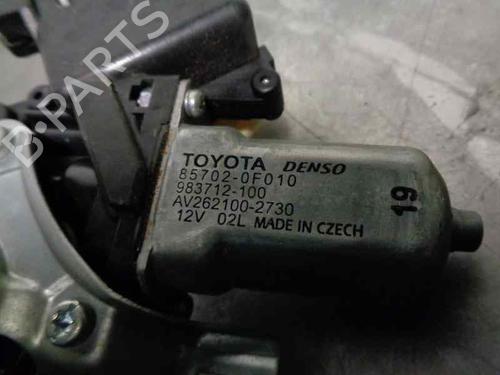 B-PARTS
TOYOTA DENSO
85702-0F010
983712-100
AV262100-2730
12V 02L MADE IN CZECH
19